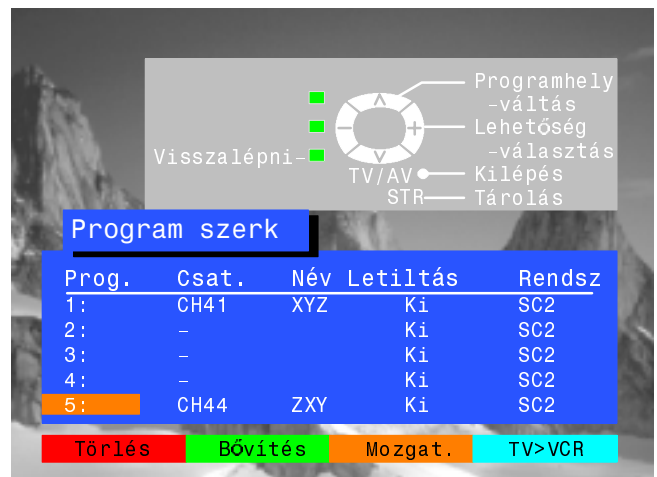 Programhely
-váltás
Lehetőség
-választás
Visszalépni-
TV/AV Kilépés
STR Tárolás
Program szerk
Prog. Csat. Név Letiltás Rendsz
1: CH41 XYZ Ki SC2
2: – Ki SC2
3: – Ki SC2
4: – Ki SC2
5: CH44 ZXY Ki SC2
Törlés Bővítés Mozgat. TV>VCR